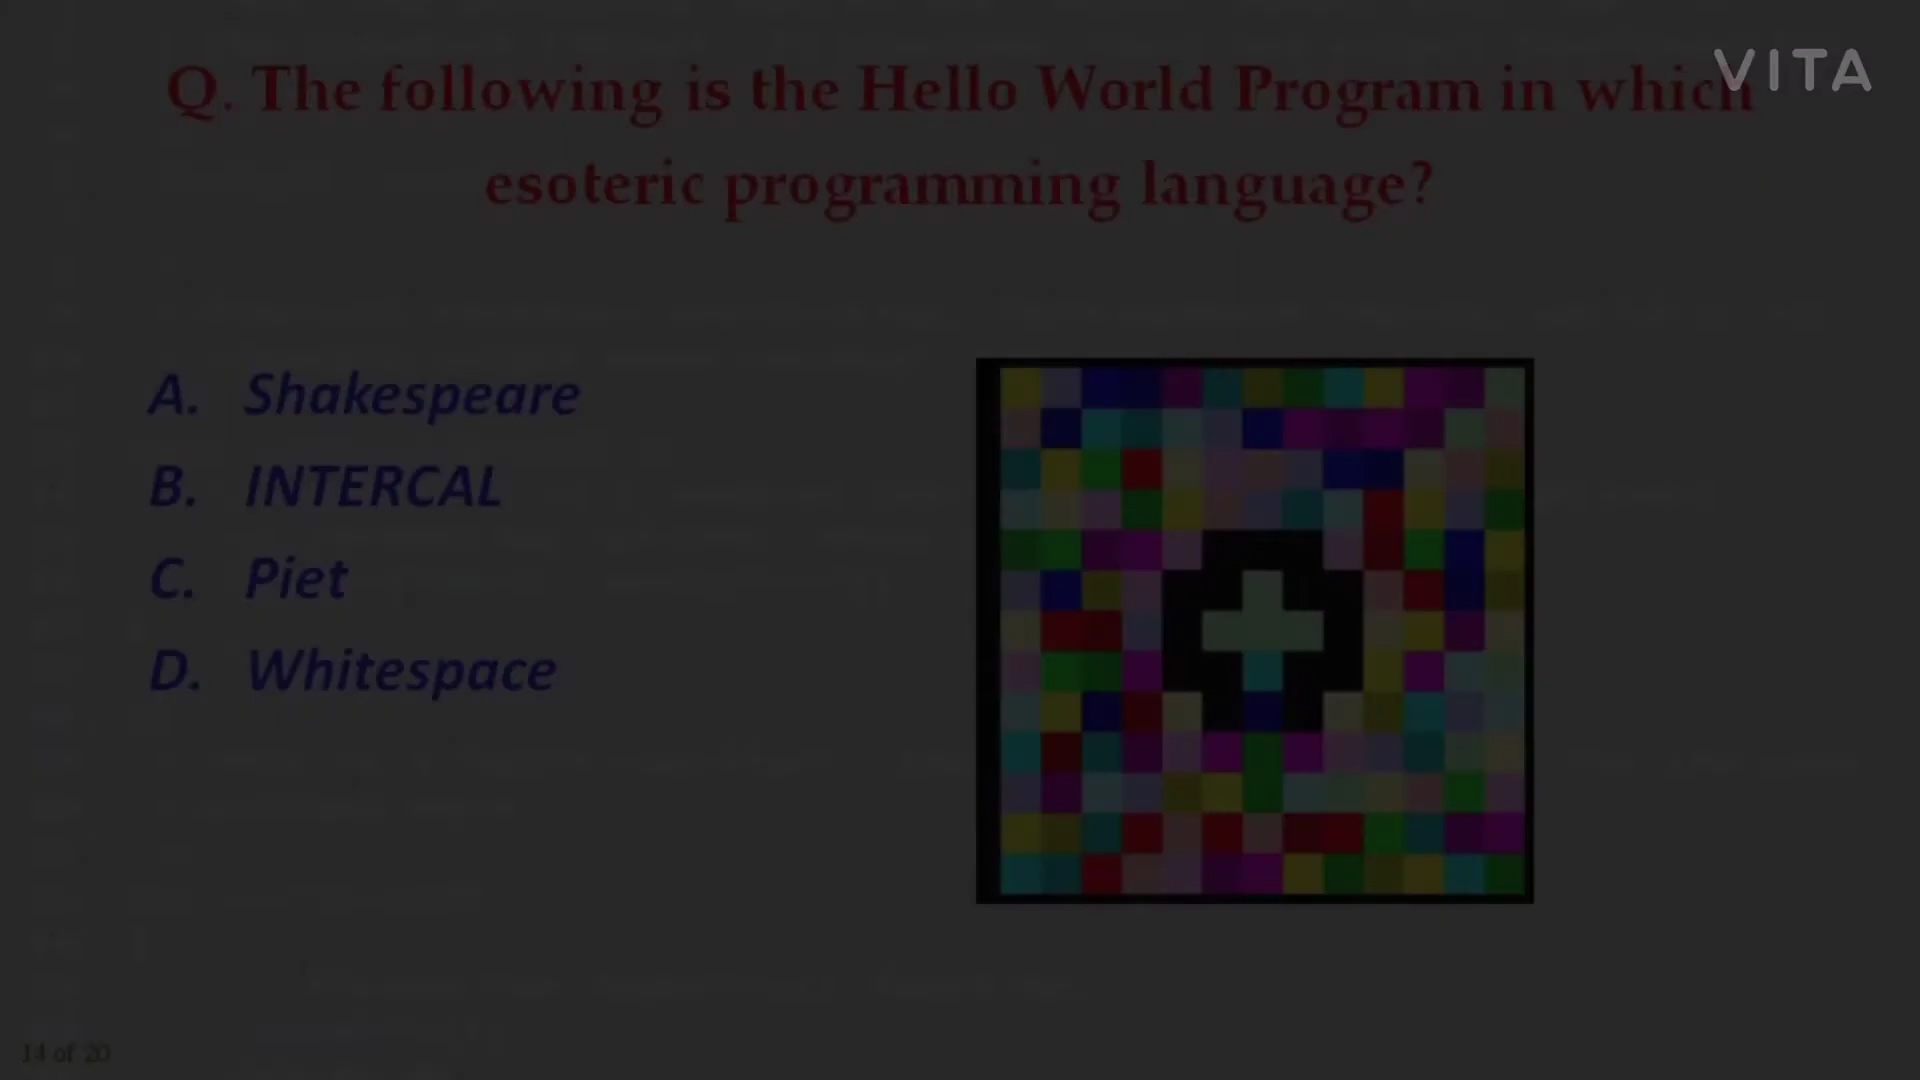 VITA
Q. The following is the Hello World Program in which
esoteric programming language?
A. Shakespeare
B. INTERCAL
C. Piet
D. Whitespace
14 of 20